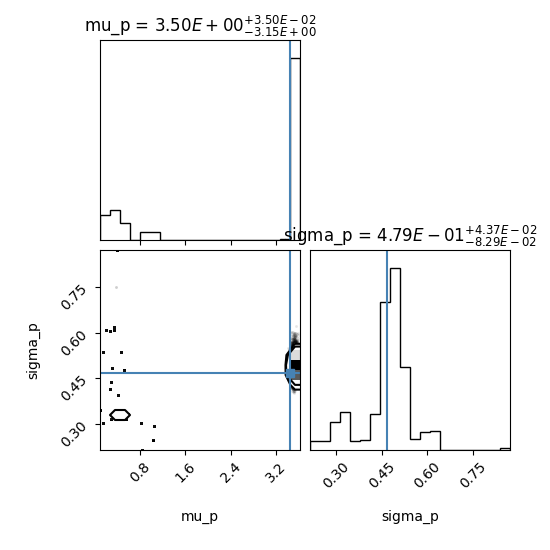 mu_p = 3.50E + 00+3.50E − 02 −3.15E + 00
sigma_p = 4.79E − 01+4.37E − 02 −8.29E − 02
0.75
0.60
0.45
0.30
sigma_p
0.8 1.6 2.4 3.2
0.30 0.45 0.60 0.75
mu_p
sigma_p